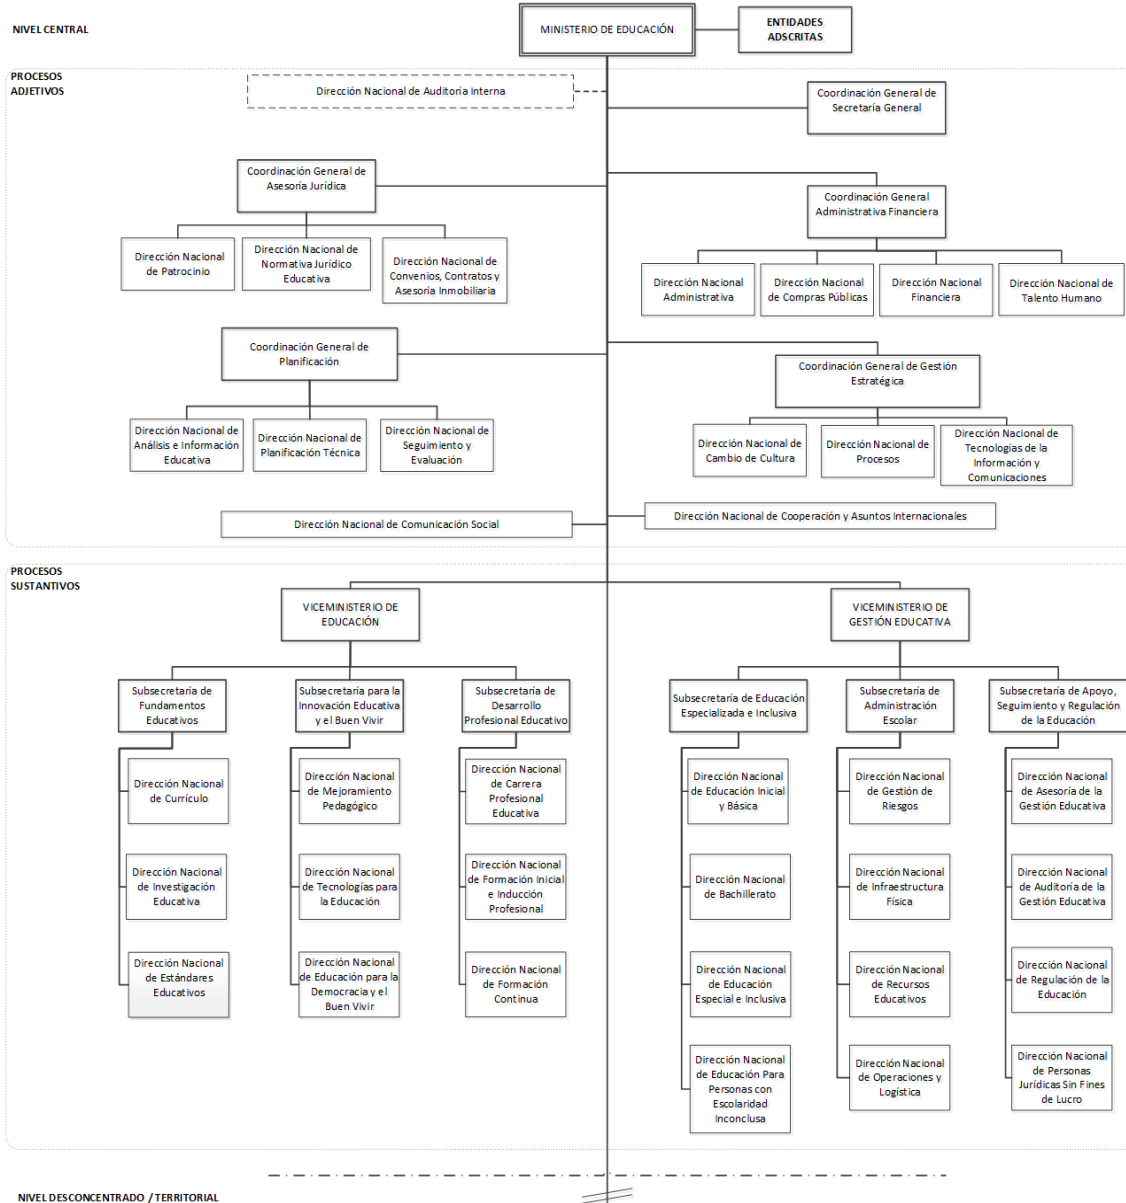 NIVEL CENTRAL
MINISTERIO DE EDUCACIÓN
ENTIDADES
ADSCRITAS
PROCESOS
ADJETIVOS
Dirección Nacional de Auditoría Interna
Coordinación General de
Secretaría General
Coordinación General de
Asesoría Jurídica
Coordinación General
Administrativa Financiera
Dirección Nacional
de Patrocinio
Dirección Nacional de
Normativa Jurídico
Educativa
Dirección Nacional de
Convenios, Contratos y
Asesoría Inmobiliaria
Dirección Nacional
Administrativa
Dirección Nacional
de Compras Públicas
Dirección Nacional
Financiera
Dirección Nacional de
Talento Humano
Coordinación General de
Planificación
Coordinación General de Gestión
Estratégica
Dirección Nacional de
Análisis e Información
Educativa
Dirección Nacional de
Planificación Técnica
Dirección Nacional de
Seguimiento y
Evaluación
Dirección Nacional de
Cambio de Cultura
Dirección Nacional de
Procesos
Dirección Nacional de
Tecnologías de la
Información y
Comunicaciones
Dirección Nacional de Comunicación Social
Dirección Nacional de Cooperación y Asuntos Internacionales
PROCESOS
SUSTANTIVOS
VICEMINISTERIO DE
EDUCACIÓN
VICEMINISTERIO DE
GESTIÓN EDUCATIVA
Subsecretaría de
Fundamentos
Educativos
Subsecretaría para la
Innovación Educativa
y el Buen Vivir
Subsecretaría de
Desarrollo
Profesional Educativo
Subsecretaría de Educación
Especializada e Inclusiva
Subsecretaría de
Administración
Escolar
Subsecretaría de Apoyo,
Seguimiento y Regulación
de la Educación
Dirección Nacional
de Currículo
Dirección Nacional
de Mejoramiento
Pedagógico
Dirección Nacional
de Carrera
Profesional
Educativa
Dirección Nacional
de Educación Inicial
y Básica
Dirección Nacional
de Gestión de
Riesgos
Dirección Nacional
de Asesoría de la
Gestión Educativa
Dirección Nacional
de Investigación
Educativa
Dirección Nacional
de Tecnologías para
la Educación
Dirección Nacional
de Formación Inicial
e Inducción
Profesional
Dirección Nacional
de Bachillerato
Dirección Nacional
de Infraestructura
Física
Dirección Nacional
de Auditoría de la
Gestión Educativa
Dirección Nacional
de Estándares
Educativos
Dirección Nacional
de Educación para la
Democracia y el
Buen Vivir
Dirección Nacional
de Formación
Continua
Dirección Nacional
de Educación
Especial e Inclusiva
Dirección Nacional
de Recursos
Educativos
Dirección Nacional
de Regulación de la
Educación
Dirección Nacional
de Educación Para
Personas con
Escolaridad
Inconclusa
Dirección Nacional
de Operaciones y
Logística
Dirección Nacional
de Personas
Jurídicas Sin Fines
de Lucro
NIVEL DESCONCENTRADO / TERRITORIAL